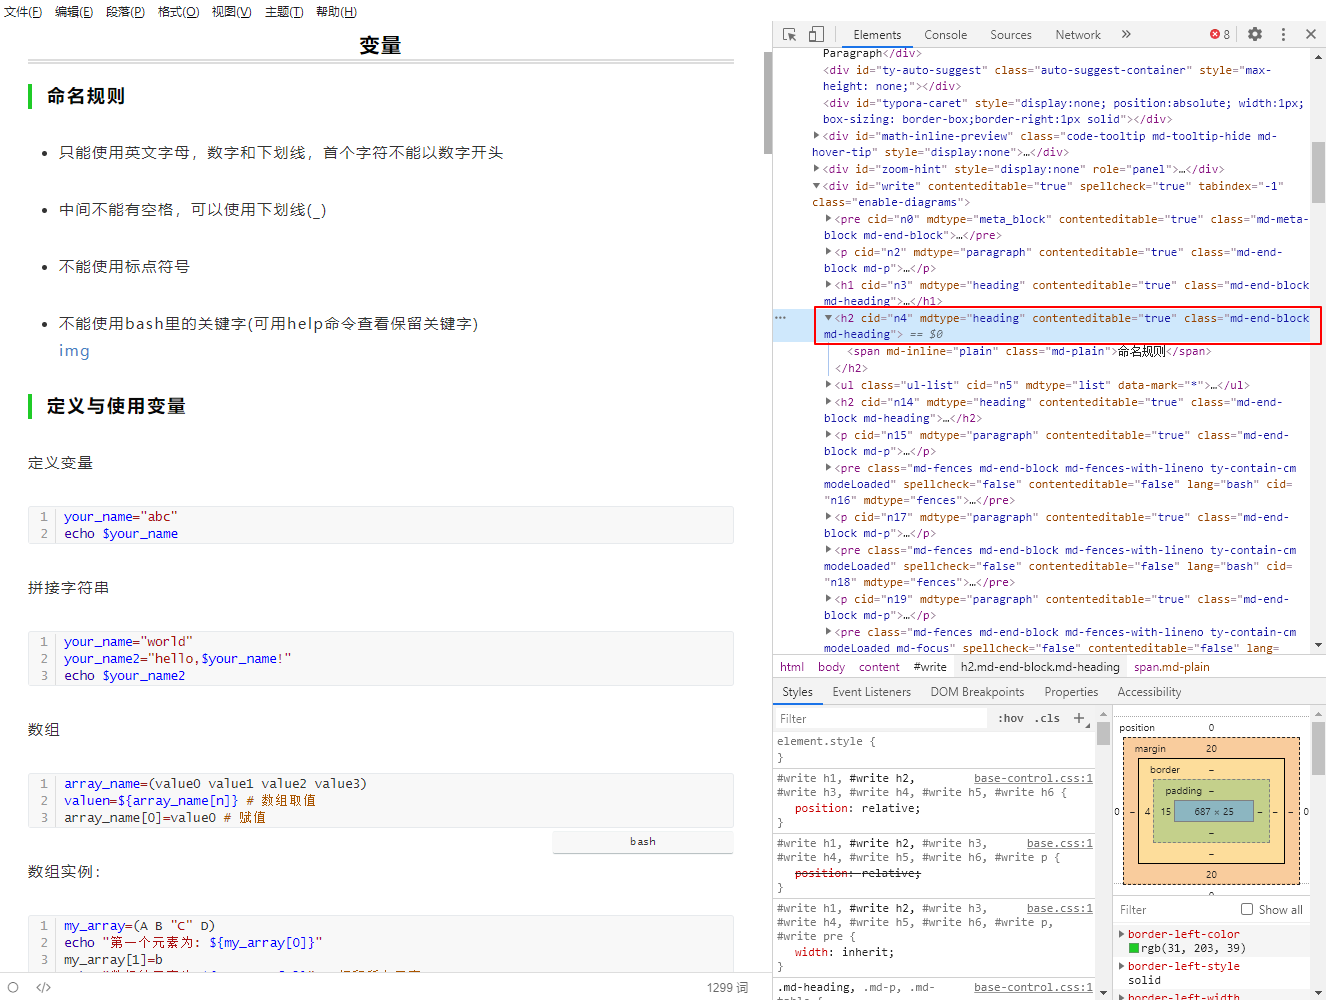 文件(F) 编辑(E) 段落(P) 格式(O) 视图(V) 主题(T) 帮助(H)
变量
命名规则
只能使用英文字母，数字和下划线，首个字符不能以数字开头
中间不能有空格，可以使用下划线(_)
不能使用标点符号
不能使用bash里的关键字(可用help命令查看保留关键字)
img
定义与使用变量
定义变量
1 your_name="abc"
2 echo $your_name
拼接字符串
1 your_name="world"
2 your_name2="hello,$your_name!"
3 echo $your_name2
数组
1 array_name=(value0 value1 value2 value3)
2 valuen=${array_name[n]} # 数组取值
3 array_name[0]=value0 # 赋值
bash
数组实例：
1 my_array=(A B "C" D)
2 echo "第一个元素为: ${my_array[0]}"
3 my_array[1]=b
</> 1299 词
Elements Console Sources Network » 8
Paragraph</div>
<div id="ty-auto-suggest" class="auto-suggest-container" style="max-
height: none;"></div>
<div id="typora-caret" style="display:none; position:absolute; width:1px;
box-sizing: border-box;border-right:1px solid"></div>
<div id="math-inline-preview" class="code-tooltip md-tooltip-hide md-
hover-tip" style="display:none">…</div>
<div id="zoom-hint" style="display:none" role="panel">…</div>
<div id="write" contenteditable="true" spellcheck="true" tabindex="-1"
class="enable-diagrams">
<pre cid="n0" mdtype="meta_block" contenteditable="true" class="md-meta-
block md-end-block">…</pre>
<p cid="n2" mdtype="paragraph" contenteditable="true" class="md-end-
block md-p">…</p>
<h1 cid="n3" mdtype="heading" contenteditable="true" class="md-end-block
md-heading">…</h1>
… <h2 cid="n4" mdtype="heading" contenteditable="true" class="md-end-block
md-heading"> == $0
<span md-inline="plain" class="md-plain">命名规则</span>
</h2>
<ul class="ul-list" cid="n5" mdtype="list" data-mark="*">…</ul>
<h2 cid="n14" mdtype="heading" contenteditable="true" class="md-end-
block md-heading">…</h2>
<p cid="n15" mdtype="paragraph" contenteditable="true" class="md-end-
block md-p">…</p>
<pre class="md-fences md-end-block md-fences-with-lineno ty-contain-cm
modeLoaded" spellcheck="false" contenteditable="false" lang="bash" cid=
"n16" mdtype="fences">…</pre>
<p cid="n17" mdtype="paragraph" contenteditable="true" class="md-end-
block md-p">…</p>
<pre class="md-fences md-end-block md-fences-with-lineno ty-contain-cm
modeLoaded" spellcheck="false" contenteditable="false" lang="bash" cid=
"n18" mdtype="fences">…</pre>
<p cid="n19" mdtype="paragraph" contenteditable="true" class="md-end-
block md-p">…</p>
<pre class="md-fences md-end-block md-fences-with-lineno ty-contain-cm
modeLoaded md-focus" spellcheck="false" contenteditable="false" lang=
html body content #write h2.md-end-block.md-heading span.md-plain
Styles Event Listeners DOM Breakpoints Properties Accessibility
Filter :hov .cls +
element.style {
}
#write h1, #write h2, base-control.css:1
#write h3, #write h4, #write h5, #write h6 {
position: relative;
}
#write h1, #write h2, #write h3, base.css:1
#write h4, #write h5, #write h6, #write p {
position: relative;
}
#write h1, #write h2, #write h3, base.css:1
#write h4, #write h5, #write h6, #write p,
#write pre {
width: inherit;
}
.md-heading, .md-p, .md- base-control.css:1
position 0
margin 20
border –
padding –
0 – 4 15 687 × 25 – – – 0
–
–
20
Filter Show all
border-left-color
rgb(31, 203, 39)
border-left-style
solid
border-left-width